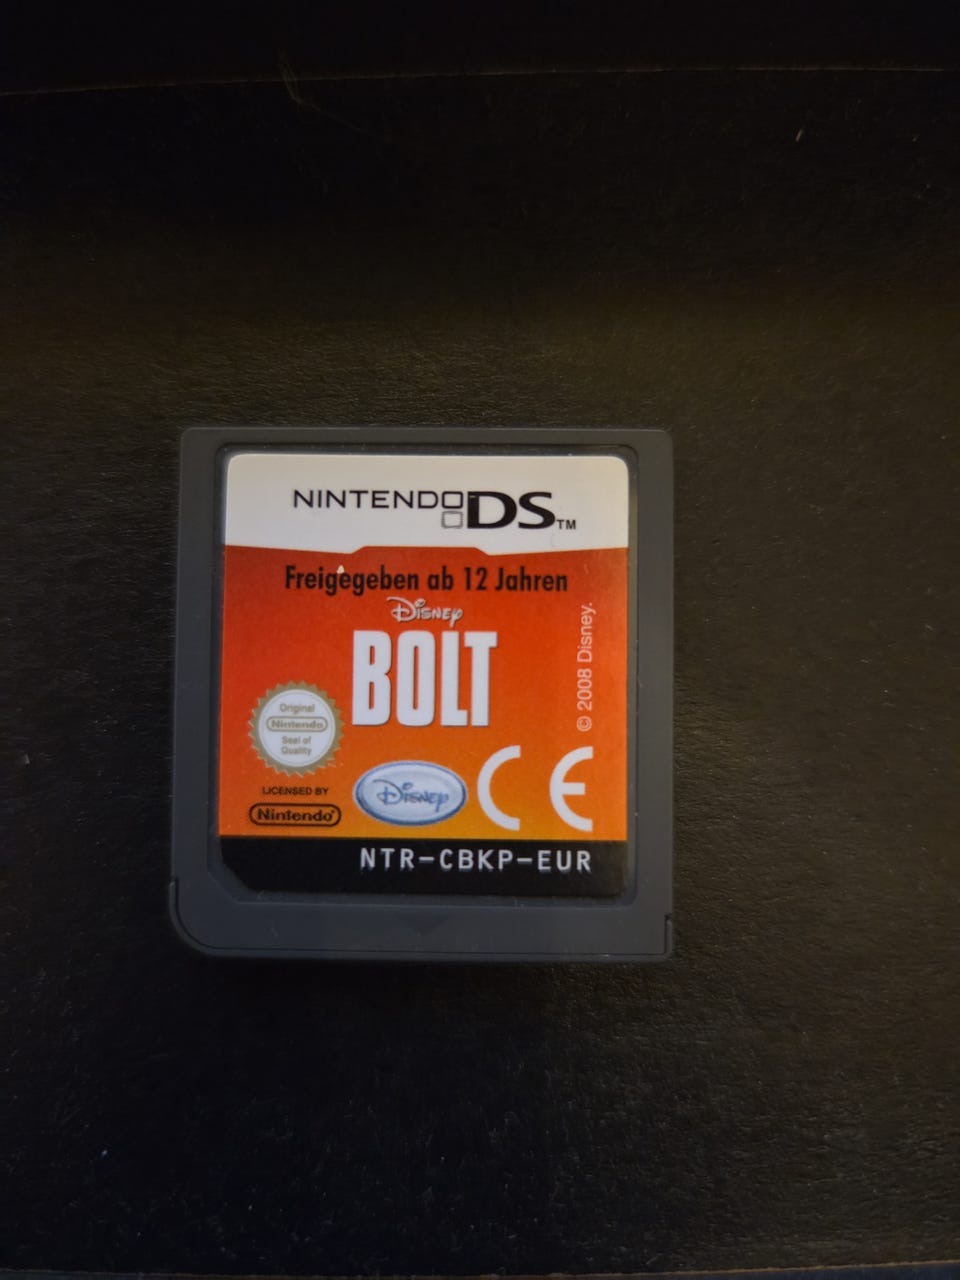 NINTENDO DS™
Freigegeben ab 12 Jahren
Disney
BOLT
© 2008 Disney.
Original
Nintendo
Seal of
Quality
LICENSED BY
Nintendo®
Disney
CE
NTR-CBKP-EUR